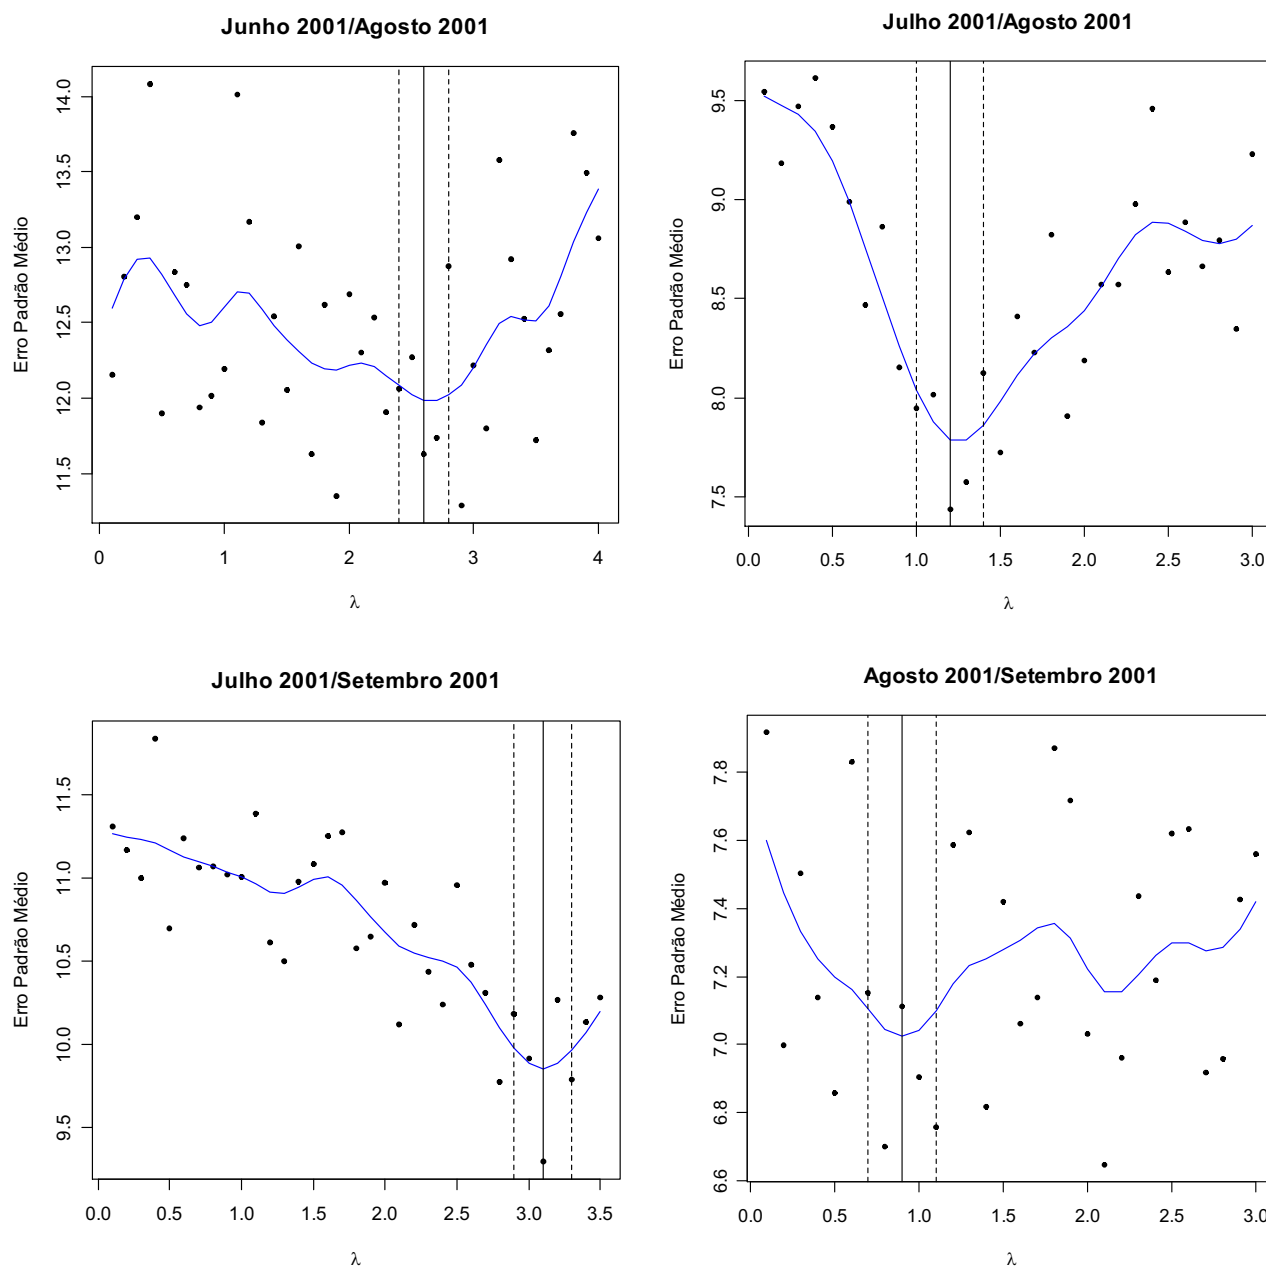 Junho 2001/Agosto 2001
Erro Padrão Médio
14.0
13.5
13.0
12.5
12.0
11.5
0 1 2 3 4
λ
Julho 2001/Agosto 2001
Erro Padrão Médio
9.5
9.0
8.5
8.0
7.5
0.0 0.5 1.0 1.5 2.0 2.5 3.0
λ
Julho 2001/Setembro 2001
Erro Padrão Médio
11.5
11.0
10.5
10.0
9.5
0.0 0.5 1.0 1.5 2.0 2.5 3.0 3.5
λ
Agosto 2001/Setembro 2001
Erro Padrão Médio
7.8
7.6
7.4
7.2
7.0
6.8
6.6
0.0 0.5 1.0 1.5 2.0 2.5 3.0
λ